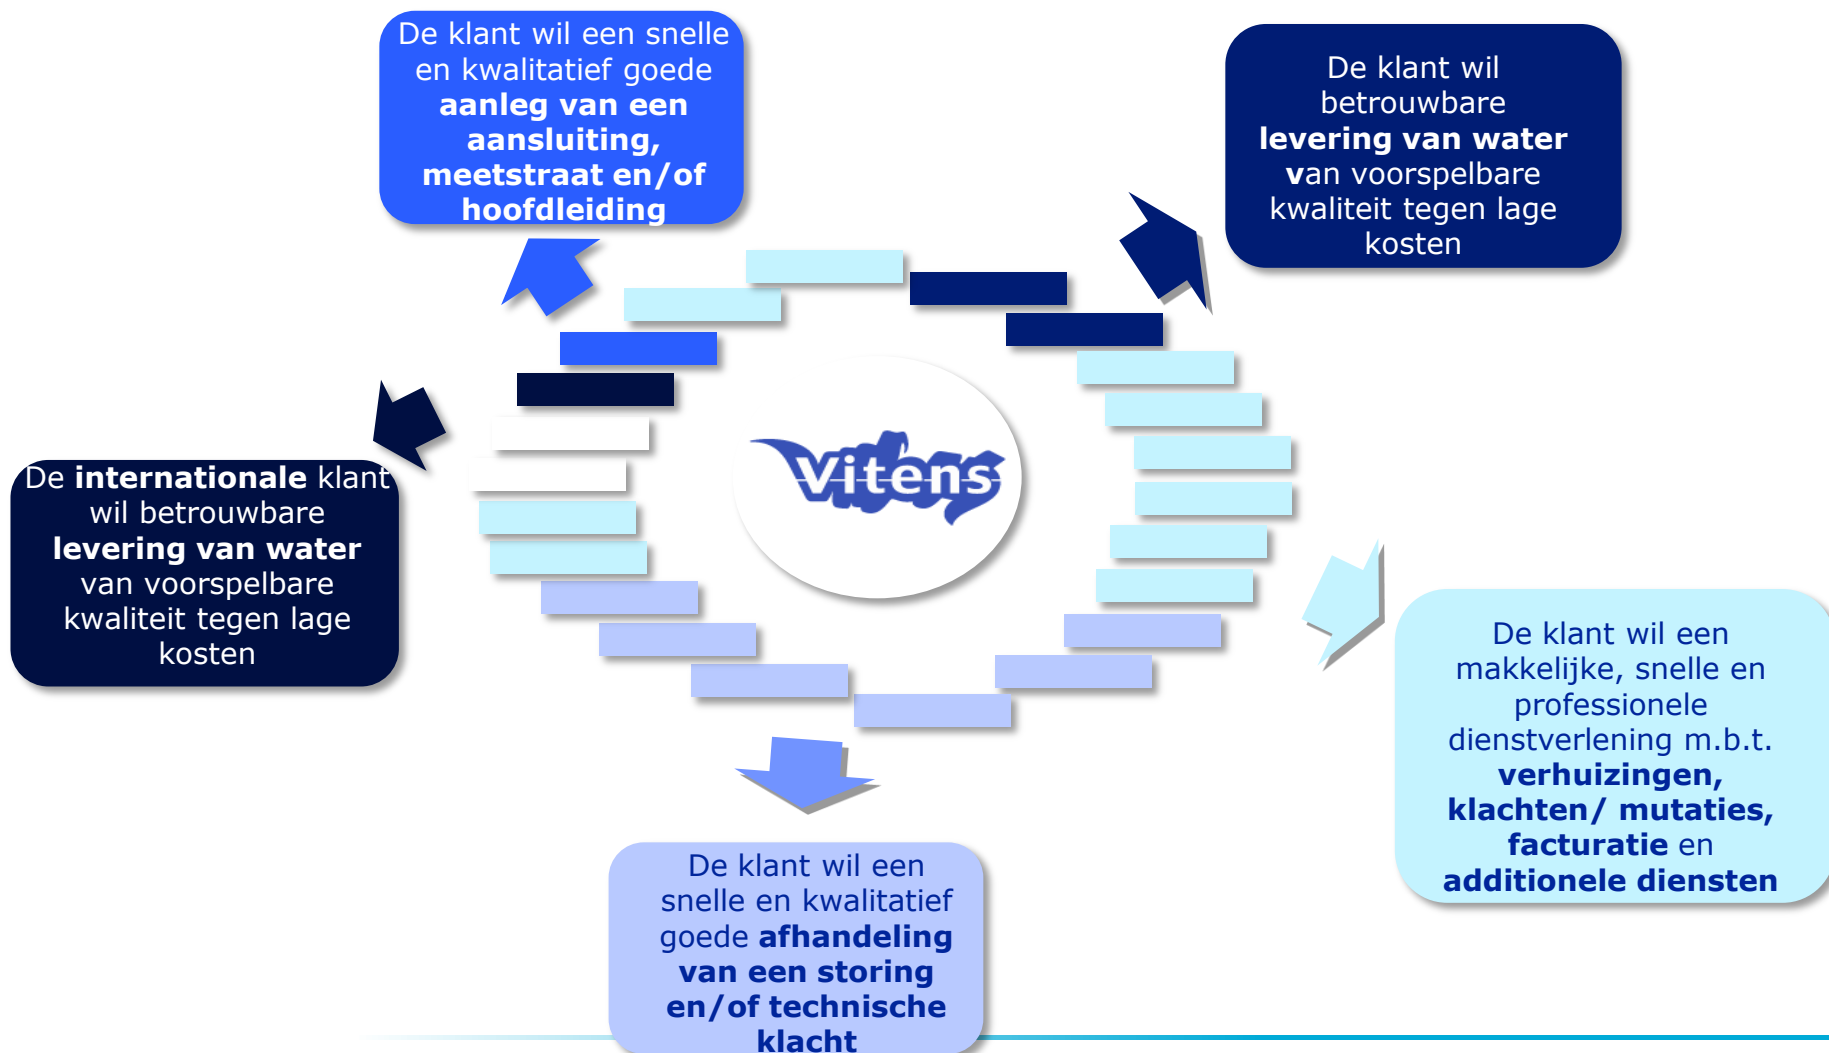 De klant wil een snelle
en kwalitatief goede
aanleg van een
aansluiting,
meetstraat en/of
hoofdleiding
De klant wil
betrouwbare
levering van water
van voorspelbare
kwaliteit tegen lage
kosten
Vitens
De internationale klant
wil betrouwbare
levering van water
van voorspelbare
kwaliteit tegen lage
kosten
De klant wil een
makkelijke, snelle en
professionele
dienstverlening m.b.t.
verhuizingen,
klachten/ mutaties,
facturatie en
additionele diensten
De klant wil een
snelle en kwalitatief
goede afhandeling
van een storing
en/of technische
klacht